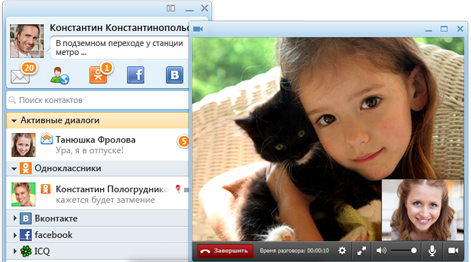 Константин Константинопольс
В подземном переходе у станции
метро ...
20
1
Поиск контактов
Активные диалоги
Танюшка Фролова
5
Ура, я в отпуске!
Одноклассники
Константин Пологрудник
кажется будет затмение
Вконтакте
facebook
ICQ
Завершить
Время разговора: 00:00:10